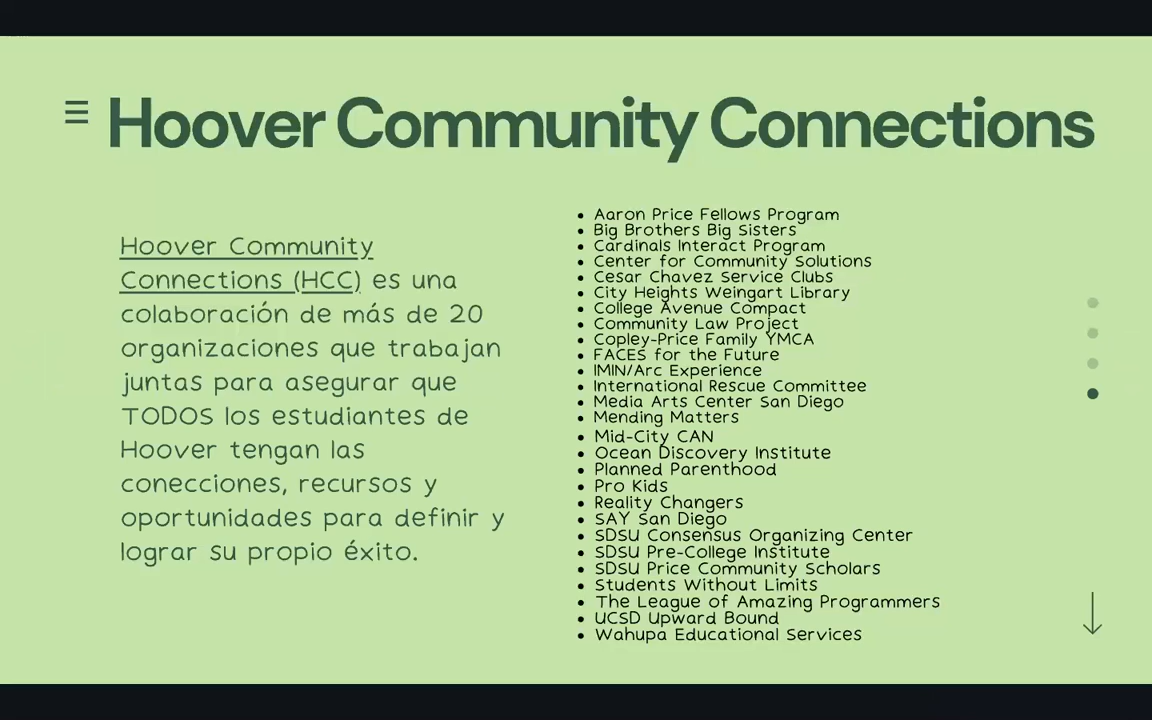 Hoover Community Connections
Hoover Community
Connections (HCC) es una
colaboración de más de 20
organizaciones que trabajan
juntas para asegurar que
TODOS los estudiantes de
Hoover tengan las
conecciones, recursos y
oportunidades para definir y
lograr su propio éxito.
Aaron Price Fellows Program
Big Brothers Big Sisters
Cardinals Interact Program
Center for Community Solutions
Cesar Chavez Service Clubs
City Heights Weingart Library
College Avenue Compact
Community Law Project
Copley-Price Family YMCA
FACES for the Future
IMIN/Arc Experience
International Rescue Committee
Media Arts Center San Diego
Mending Matters
Mid-City CAN
Ocean Discovery Institute
Planned Parenthood
Pro Kids
Reality Changers
SAY San Diego
SDSU Consensus Organizing Center
SDSU Pre-College Institute
SDSU Price Community Scholars
Students Without Limits
The League of Amazing Programmers
UCSD Upward Bound
Wahupa Educational Services